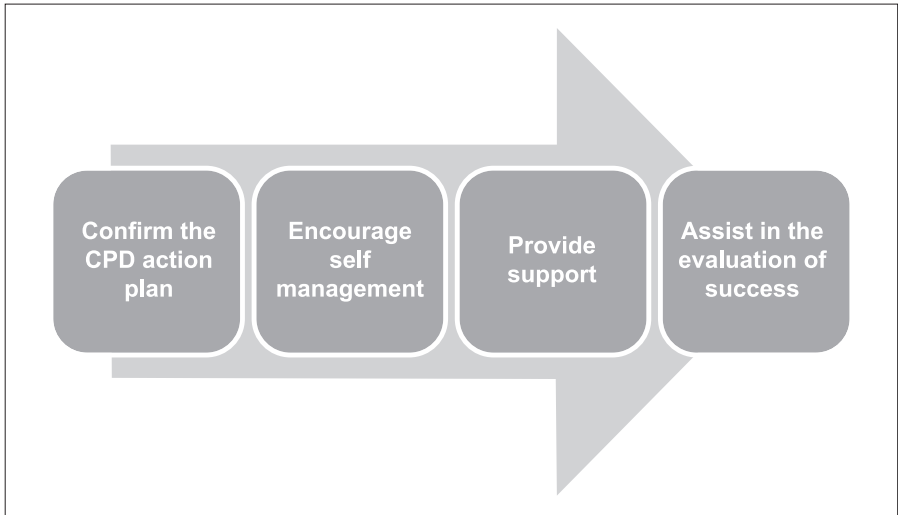 Confirm the
CPD action
plan
Encourage
self
management
Provide
support
Assist in the
evaluation of
success